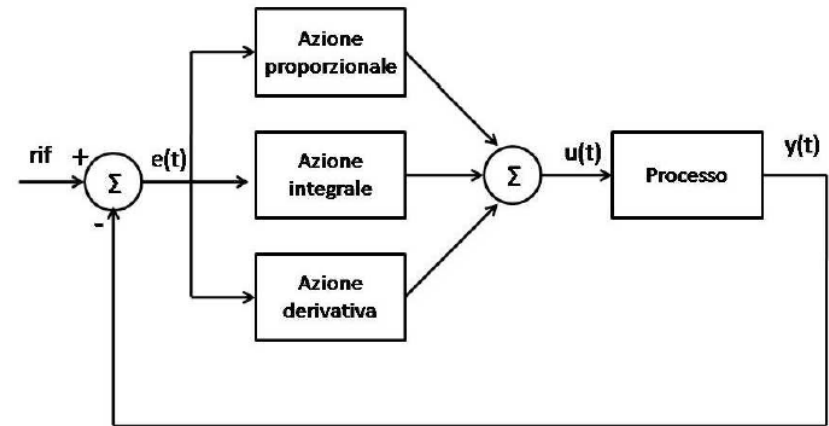 Azione
proporzionale
rif
+
Σ
-
e(t)
Azione
integrale
Azione
derivativa
Σ
u(t)
Processo
y(t)